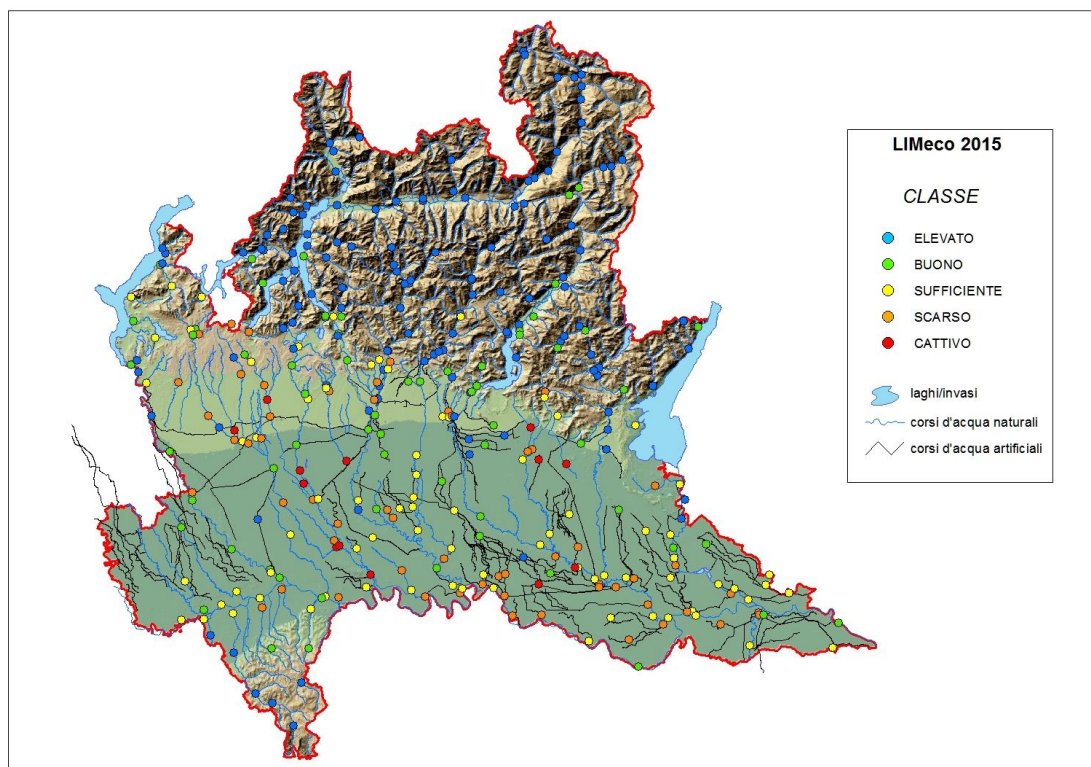 LIMeco 2015
CLASSE
ELEVATO
BUONO
SUFFICIENTE
SCARSO
CATTIVO
laghi/invasi
corsi d'acqua naturali
corsi d'acqua artificiali